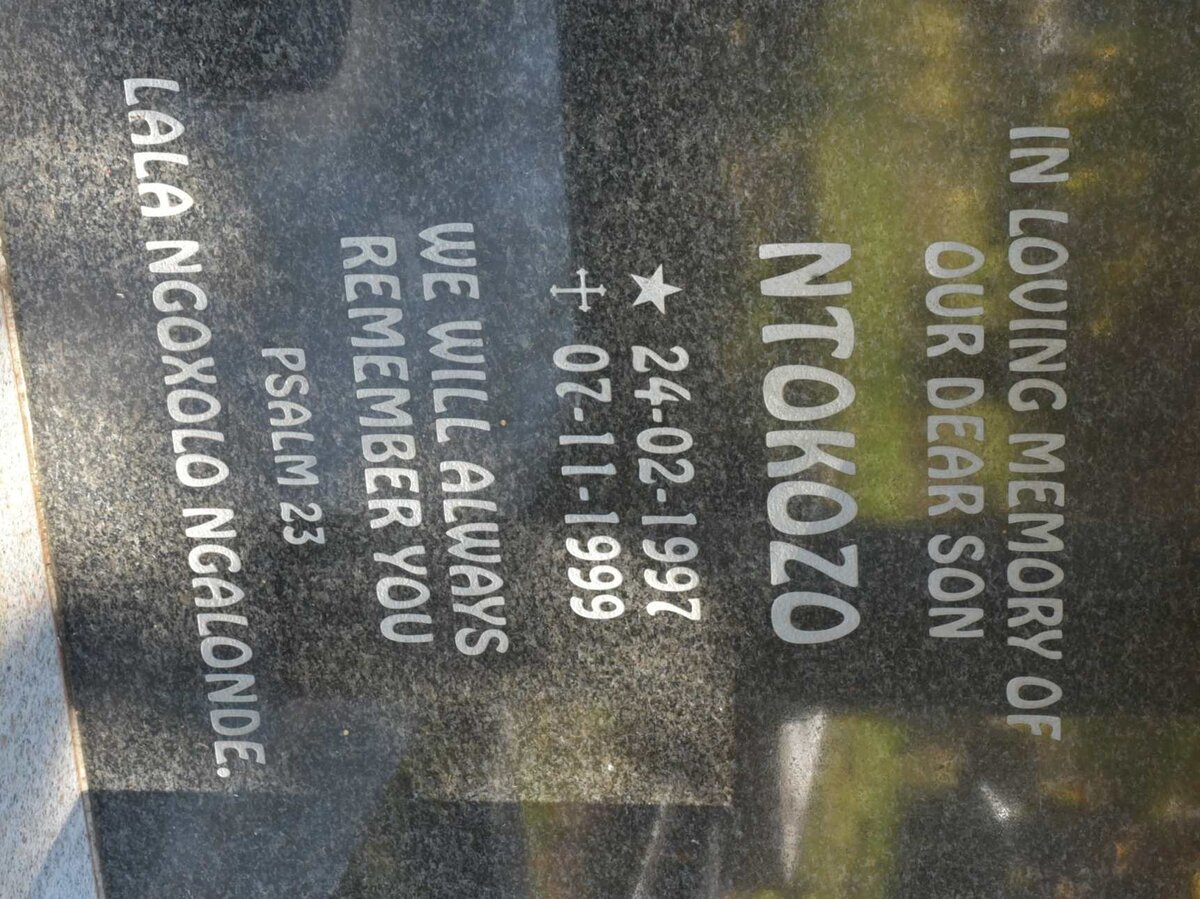 IN LOVING MEMORY OF
OUR DEAR SON
NTOKOZO
★ 24-02-1997
✝ 07-11-1999
WE WILL ALWAYS
REMEMBER YOU
PSALM 23
LALA NGOXOLO NGALONDE.